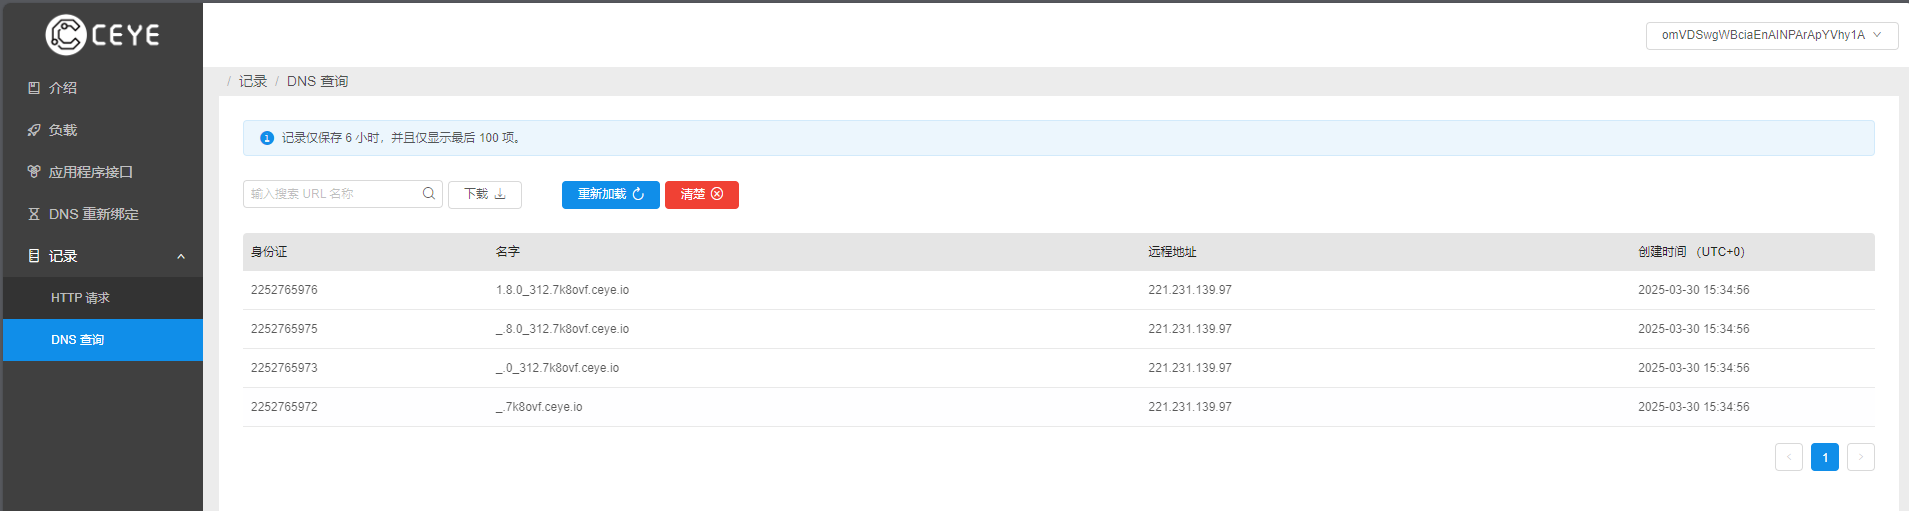 CEYE
omVDSwgWBciaEnAINPArApYVhy1A
介绍
负载
应用程序接口
DNS 重新绑定
记录
HTTP 请求
DNS 查询
/ 记录 / DNS 查询
记录仅保存 6 小时，并且仅显示最后 100 项。
输入搜索 URL 名称 下载 重新加载 清楚
身份证 名字 远程地址 创建时间 （UTC+0）
2252765976 1.8.0_312.7k8ovf.ceye.io 221.231.139.97 2025-03-30 15:34:56
2252765975 _.8.0_312.7k8ovf.ceye.io 221.231.139.97 2025-03-30 15:34:56
2252765973 _.0_312.7k8ovf.ceye.io 221.231.139.97 2025-03-30 15:34:56
2252765972 _.7k8ovf.ceye.io 221.231.139.97 2025-03-30 15:34:56
< 1 >